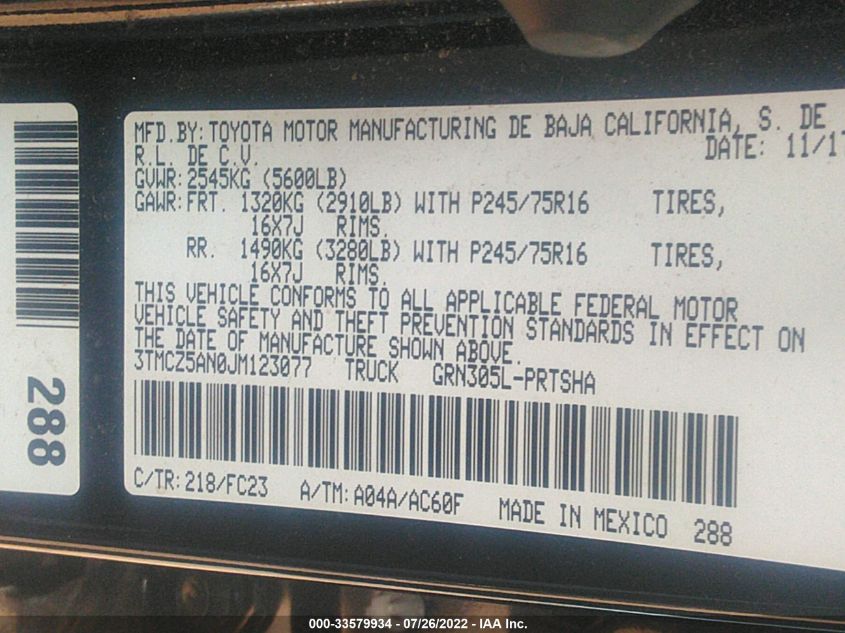 MFD.BY:TOYOTA MOTOR MANUFACTURING DE BAJA CALIFORNIA, S. DE
R.L. DE C.V. DATE: 11/17
GVWR:2545KG (5600LB)
GAWR:FRT. 1320KG (2910LB) WITH P245/75R16 TIRES,
16X7J RIMS.
RR. 1490KG (3280LB) WITH P245/75R16 TIRES,
16X7J RIMS.
THIS VEHICLE CONFORMS TO ALL APPLICABLE FEDERAL MOTOR
VEHICLE SAFETY AND THEFT PREVENTION STANDARDS IN EFFECT ON
THE DATE OF MANUFACTURE SHOWN ABOVE.
3TMCZ5AN0JM123077 TRUCK GRN305L-PRTSHA
C/TR:218/FC23 A/TM:A04A/AC60F MADE IN MEXICO 288
288
000-33579934 - 07/26/2022 - IAA Inc.